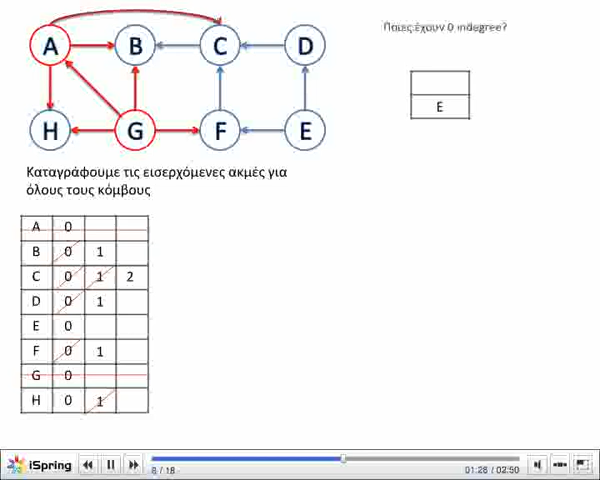 Ποιες έχουν 0 indegree?
A B C D
E
H G F E
Καταγράφουμε τις εισερχόμενες ακμές για
όλους τους κόμβους
A 0
B 0 1
C 0 1 2
D 0 1
E 0
F 0 1
G 0
H 0 1
iSpring
8 / 18
01:26 / 02:50